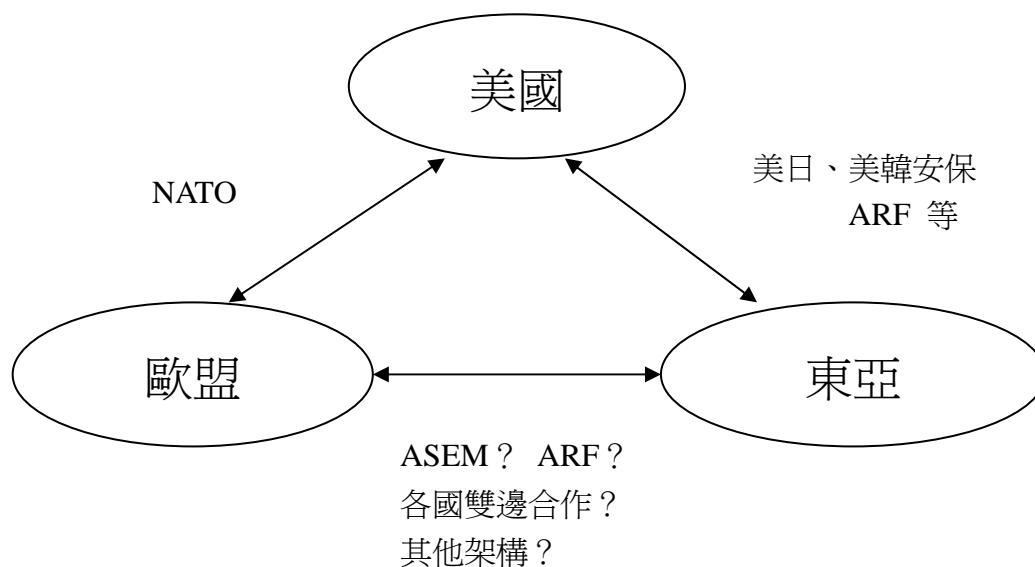 美國
NATO
美日、美韓安保
ARF 等
歐盟
東亞
ASEM？ ARF？
各國雙邊合作？
其他架構？